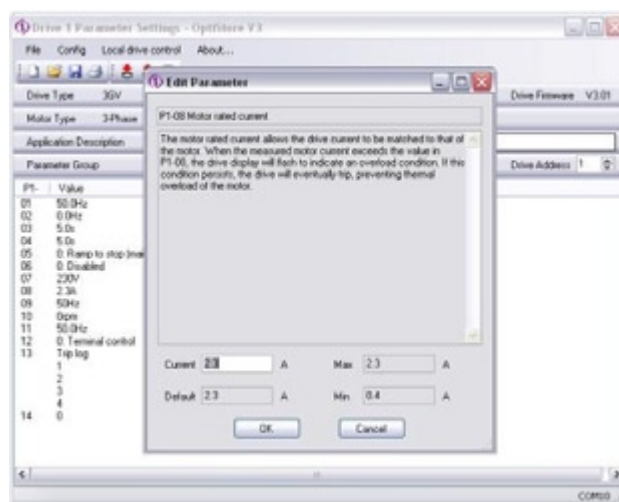 Drive 1 Parameter Settings - Optistore V3
File Config Local drive control About...
Edit Parameter
Drive Type 3GV Drive Firmware V3.01
Motor Type 3-Phase
P1-08 Motor rated current
Application Description
The motor rated current allows the drive current to be matched to that of
the motor. When the measured motor current exceeds the value in
P1-08, the drive display will flash to indicate an overload condition. If this
condition persists, the drive will eventually trip, preventing thermal
overload of the motor.
Parameter Group Drive Address 1
P1- Value
01 50.0Hz
02 0.0Hz
03 5.0s
04 5.0s
05 0: Ramp to stop (mai
06 0: Disabled
07 230V
08 2.3A
09 50Hz
10 0rpm
11 50.0Hz
12 0: Terminal control
13 Trip log
1
2
3
4
14 0
Current 2.3 A Max 2.3 A
Default 2.3 A Min 0.4 A
OK Cancel
COM10